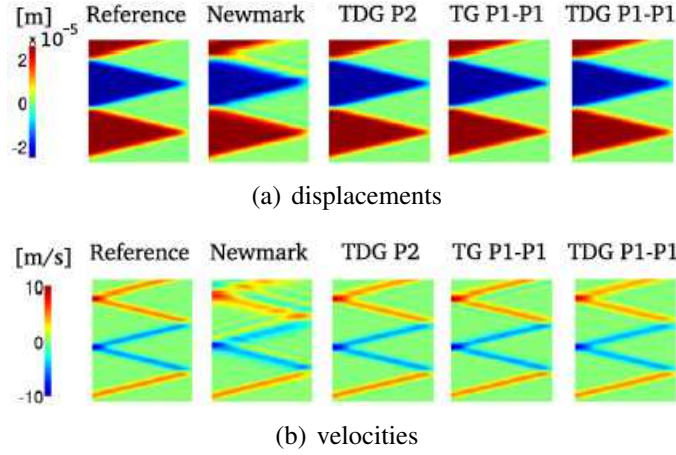 [m]
× 10⁻⁵
Reference Newmark TDG P2 TG P1-P1 TDG P1-P1
2
0
-2
(a) displacements
[m/s]
Reference Newmark TDG P2 TG P1-P1 TDG P1-P1
10
0
-10
(b) velocities